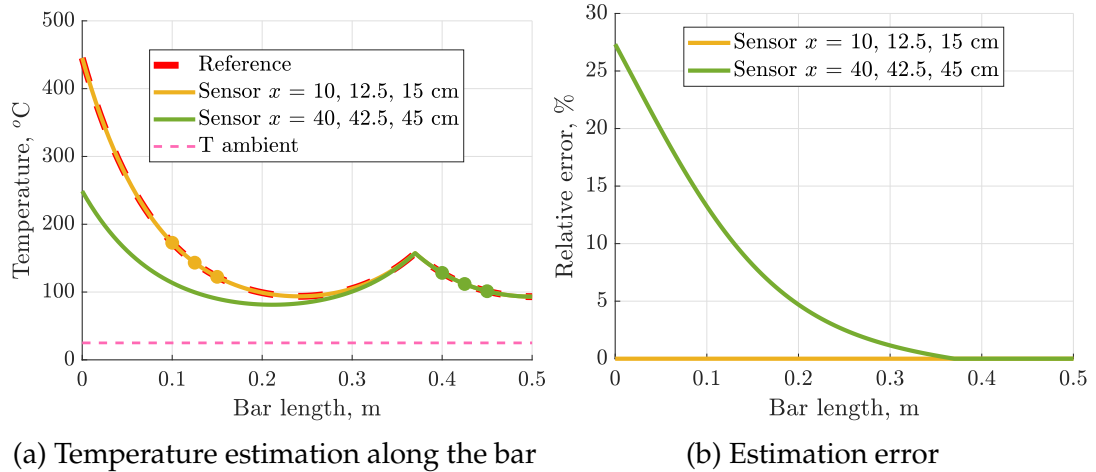 500
400
300
200
100
0
Temperature, °C
0 0.1 0.2 0.3 0.4 0.5
Bar length, m
Reference
Sensor x = 10, 12.5, 15 cm
Sensor x = 40, 42.5, 45 cm
T ambient
(a) Temperature estimation along the bar
30
25
20
15
10
5
0
Relative error, %
0 0.1 0.2 0.3 0.4 0.5
Bar length, m
Sensor x = 10, 12.5, 15 cm
Sensor x = 40, 42.5, 45 cm
(b) Estimation error